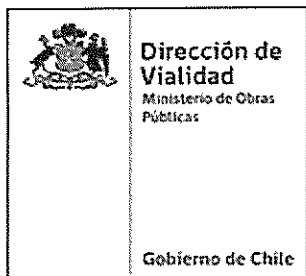 Dirección de
Vialidad
Ministerio de Obras
Públicas
Gobierno de Chile